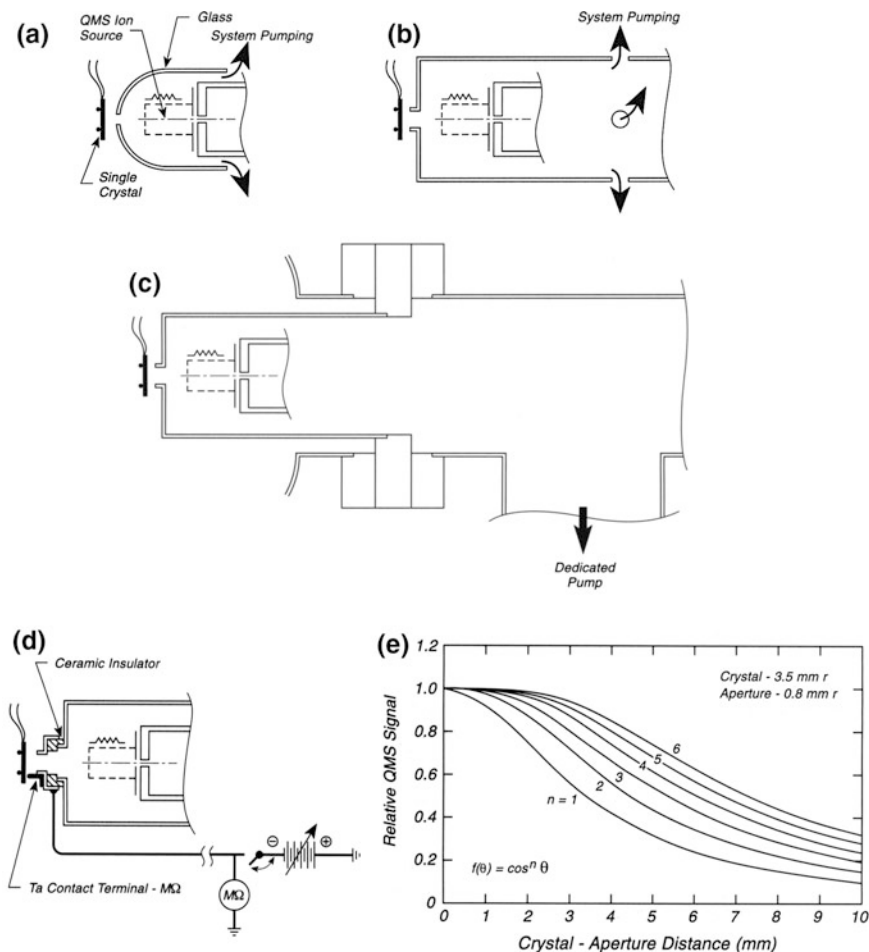 (a)
QMS Ion
Source
Glass
System Pumping
Single
Crystal
(b)
System Pumping
(c)
Dedicated
Pump
(d)
Ceramic Insulator
Ta Contact Terminal - MΩ
MΩ
⊖
⊕
(e)
Relative QMS Signal
1.2
1.0
0.8
0.6
0.4
0.2
0
Crystal - 3.5 mm r
Aperture - 0.8 mm r
n = 1
2
3
4
5
6
f(θ) = cosⁿ θ
0 1 2 3 4 5 6 7 8 9 10
Crystal - Aperture Distance (mm)